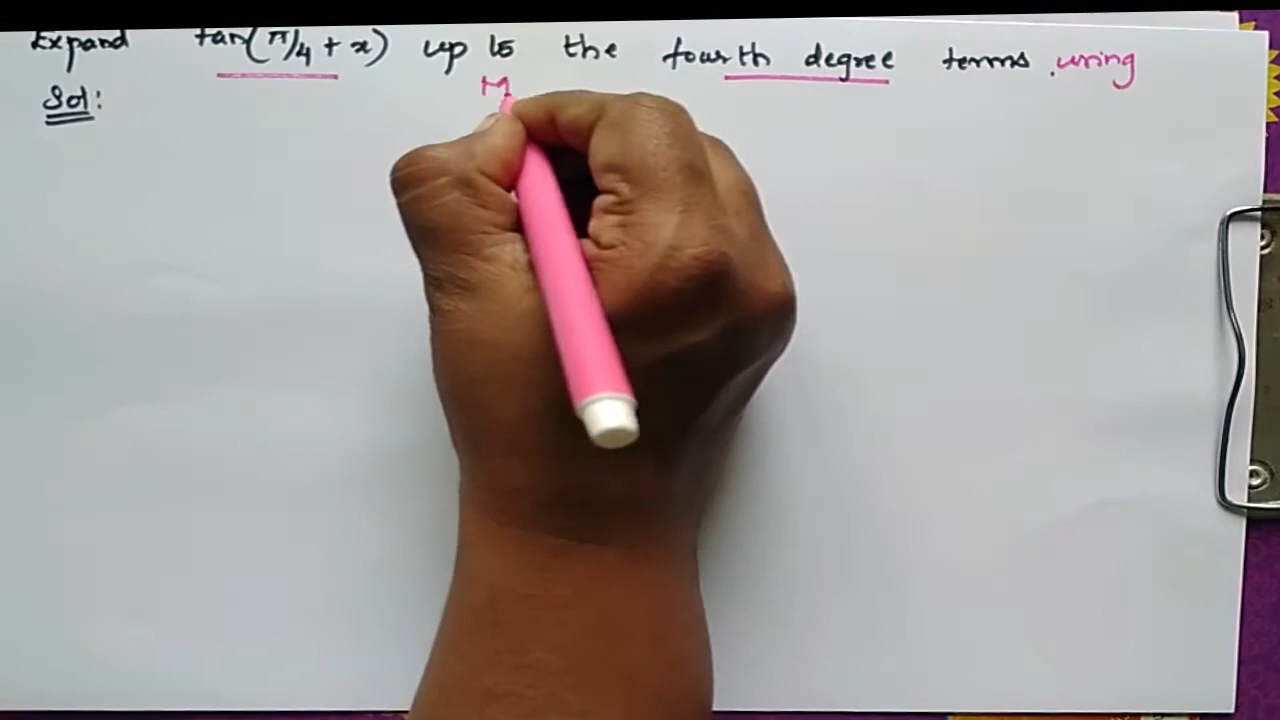 Expand tan(π/4 + x) up to the fourth degree terms. using
M
Sol: